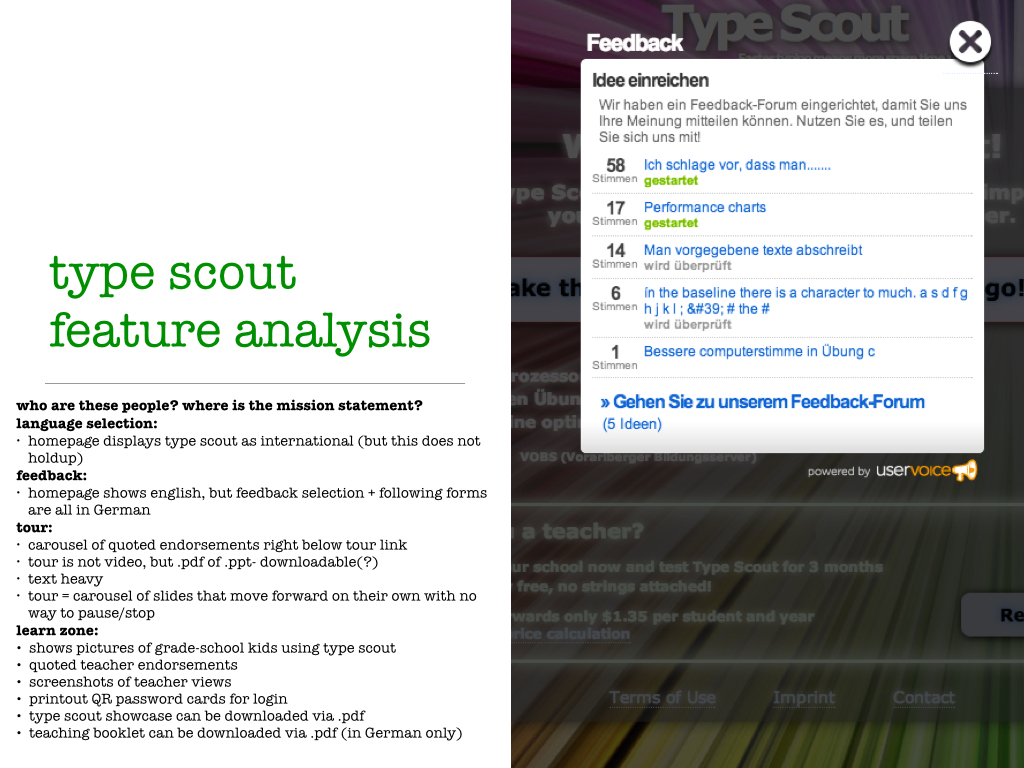 type scout
feature analysis
who are these people? where is the mission statement?
language selection:
· homepage displays type scout as international (but this does not
holdup)
feedback:
· homepage shows english, but feedback selection + following forms
are all in German
tour:
· carousel of quoted endorsements right below tour link
· tour is not video, but .pdf of .ppt- downloadable(?)
· text heavy
· tour = carousel of slides that move forward on their own with no
way to pause/stop
learn zone:
• shows pictures of grade-school kids using type scout
• quoted teacher endorsements
• screenshots of teacher views
• printout QR password cards for login
• type scout showcase can be downloaded via .pdf
• teaching booklet can be downloaded via .pdf (in German only)
Type Scout
Feedback
Idee einreichen
Wir haben ein Feedback-Forum eingerichtet, damit Sie uns
Ihre Meinung mitteilen können. Nutzen Sie es, und teilen
Sie sich uns mit!
58 Ich schlage vor, dass man.......
Stimmen gestartet
17 Performance charts
Stimmen gestartet
14 Man vorgegebene texte abschreibt
Stimmen wird überprüft
6 ín the baseline there is a character to much. a s d f g
Stimmen h j k l ; &#39; # the #
wird überprüft
1 Bessere computerstimme in Übung c
Stimmen
» Gehen Sie zu unserem Feedback-Forum
(5 Ideen)
powered by uservoice
VOBS (Vorarlberger Bildungsserver)
a teacher?
ur school now and test Type Scout for 3 months
free, no strings attached!
wards only $1.35 per student and year
rice calculation
Re
Terms of Use Imprint Contact